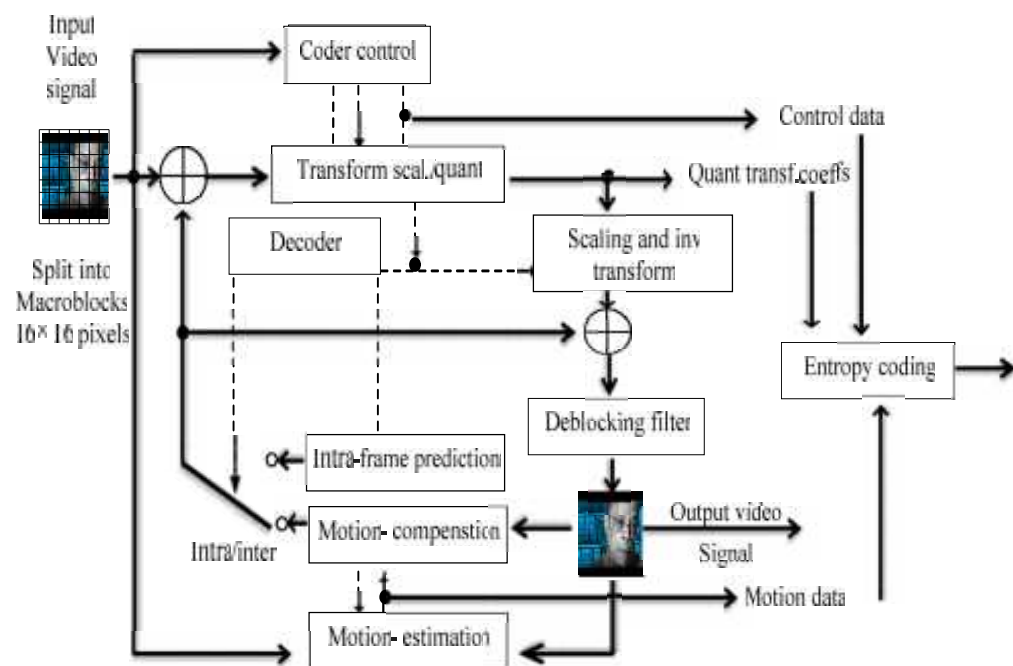 Input
Video
signal
Coder control
Control data
Transform scal./quant
Quant transf.coeffs
Decoder
Scaling and inv
transform
Split into
Macroblocks
16× 16 pixels
Entropy coding
Deblocking filter
Intra-frame prediction
Motion- compenstion
Output video
Signal
Intra/inter
Motion data
Motion- estimation